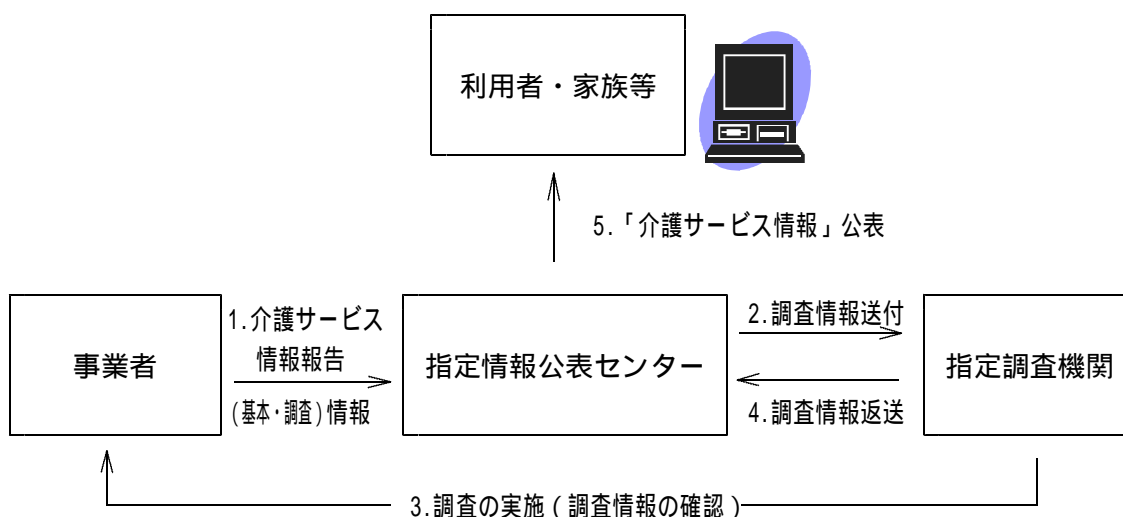 利用者・家族等
5.「介護サービス情報」公表
事業者
1.介護サービス
情報報告
(基本・調査)情報
指定情報公表センター
2.調査情報送付
4.調査情報返送
指定調査機関
3.調査の実施(調査情報の確認)